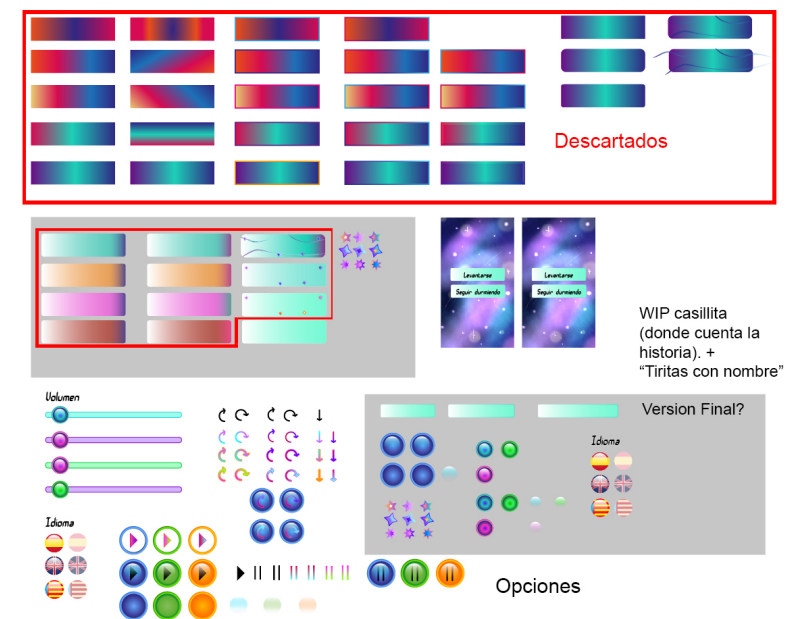 Descartados
Levantarse
Seguir durmiendo
Levantarse
Seguir durmiendo
WIP casillita
(donde cuenta la
historia). +
“Tiritas con nombre”
Volumen
Version Final?
Idioma
Idioma
Opciones